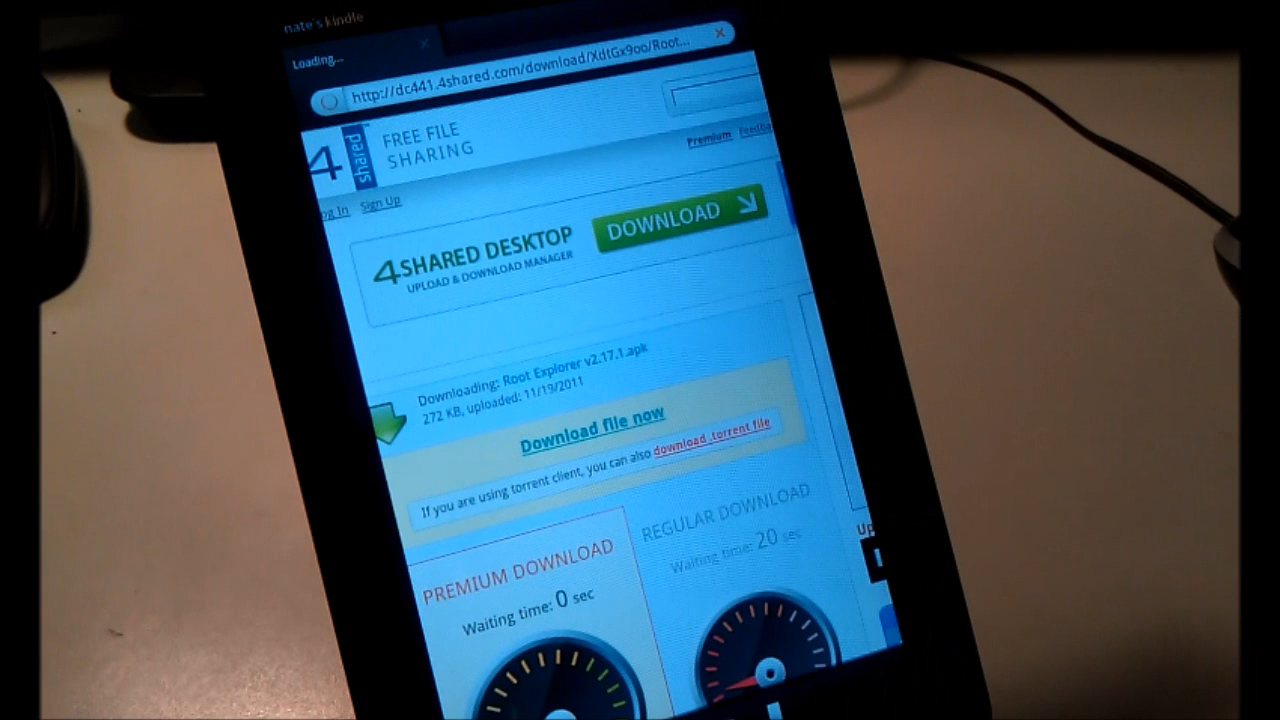 nate's kindle
Loading...
http://dc441.4shared.com/download/XdtGx9oo/Root...
4 shared
FREE FILE
SHARING
Premium
og In Sign Up
4SHARED DESKTOP
UPLOAD & DOWNLOAD MANAGER
DOWNLOAD
Downloading: Root Explorer v2.17.1.apk
272 KB, uploaded: 11/19/2011
Download file now
If you are using torrent client, you can also download .torrent file
PREMIUM DOWNLOAD
Waiting time: 0 sec
REGULAR DOWNLOAD
Waiting time: 20 sec
Up